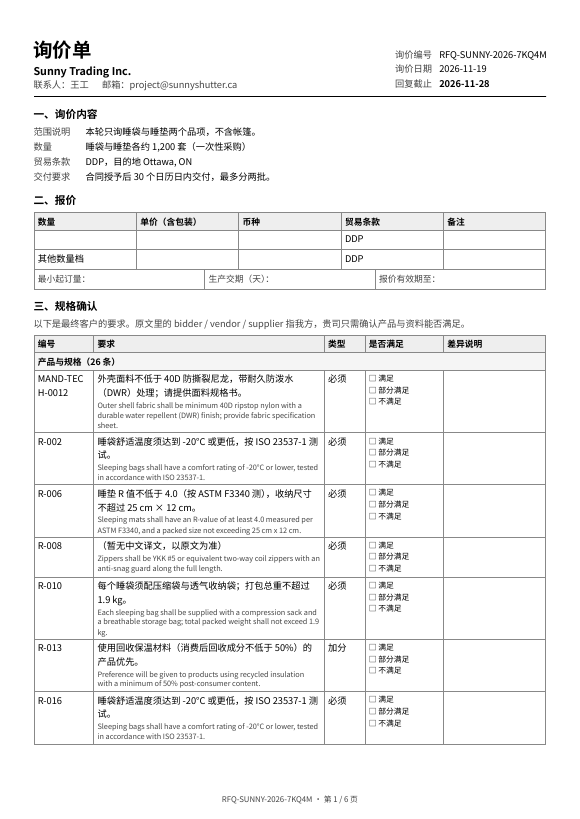 询价单
Sunny Trading Inc.
联系人: 王工 邮箱: project@sunnyshutter.ca
询价编号 RFQ-SUNNY-2026-7KQ4M
询价日期 2026-11-19
回复截止 2026-11-28
一、询价内容
范围说明 本轮只询睡袋与睡垫两个品项，不含帐篷。
数量 睡袋与睡垫各约 1,200 套（一次性采购）
贸易条款 DDP，目的地 Ottawa, ON
交付要求 合同授予后 30 个日历日内交付，最多分两批。
二、报价
数量 单价（含包装） 币种 贸易条款 备注
DDP
其他数量档 DDP
最小起订量: 生产交期（天）: 报价有效期至:
三、规格确认
以下是最终客户的要求。原文里的 bidder / vendor / supplier 指我方，贵司只需确认产品与资料能否满足。
编号 要求 类型 是否满足 差异说明
产品与规格（26 条）
MAND-TEC
H-0012
外壳面料不低于 40D 防撕裂尼龙，带耐久防泼水
（DWR）处理；请提供面料规格书。
Outer shell fabric shall be minimum 40D ripstop nylon with a
durable water repellent (DWR) finish; provide fabric specification
sheet.
必须
☐ 满足
☐ 部分满足
☐ 不满足
R-002
睡袋舒适温度须达到 -20°C 或更低，按 ISO 23537-1 测
试。
Sleeping bags shall have a comfort rating of -20°C or lower, tested
in accordance with ISO 23537-1.
必须
☐ 满足
☐ 部分满足
☐ 不满足
R-006
睡垫 R 值不低于 4.0（按 ASTM F3340 测），收纳尺寸
不超过 25 cm × 12 cm。
Sleeping mats shall have an R-value of at least 4.0 measured per
ASTM F3340, and a packed size not exceeding 25 cm x 12 cm.
必须
☐ 满足
☐ 部分满足
☐ 不满足
R-008
（暂无中文译文，以原文为准）
Zippers shall be YKK #5 or equivalent two-way coil zippers with an
anti-snag guard along the full length.
必须
☐ 满足
☐ 部分满足
☐ 不满足
R-010
每个睡袋须配压缩袋与透气收纳袋；打包总重不超过
1.9 kg。
Each sleeping bag shall be supplied with a compression sack and
a breathable storage bag; total packed weight shall not exceed 1.9
kg.
必须
☐ 满足
☐ 部分满足
☐ 不满足
R-013
使用回收保温材料（消费后回收成分不低于 50%）的
产品优先。
Preference will be given to products using recycled insulation
with a minimum of 50% post-consumer content.
加分
☐ 满足
☐ 部分满足
☐ 不满足
R-016
睡袋舒适温度须达到 -20°C 或更低，按 ISO 23537-1 测
试。
Sleeping bags shall have a comfort rating of -20°C or lower, tested
in accordance with ISO 23537-1.
必须
☐ 满足
☐ 部分满足
☐ 不满足
RFQ-SUNNY-2026-7KQ4M · 第 1 / 6 页